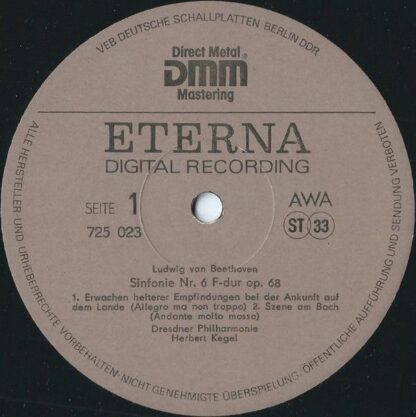 VEB DEUTSCHE SCHALLPLATTEN BERLIN DDR
Direct Metal
DMM
Mastering
ETERNA
DIGITAL RECORDING
SEITE 1
725 023
AWA
ST 33
Ludwig van Beethoven
Sinfonie Nr. 6 F-dur op. 68
1. Erwachen heiterer Empfindungen bei der Ankunft auf
dem Lande (Allegro ma non troppo) 2. Szene am Bach
(Andante molto mosso)
Dresdner Philharmonie
Herbert Kegel
ALLE HERSTELLER- UND URHEBERRECHTE VORBEHALTEN·NICHT GENEHMIGTE ÜBERSPIELUNG·ÖFFENTLICHE AUFFÜHRUNG UND SENDUNG VERBOTEN